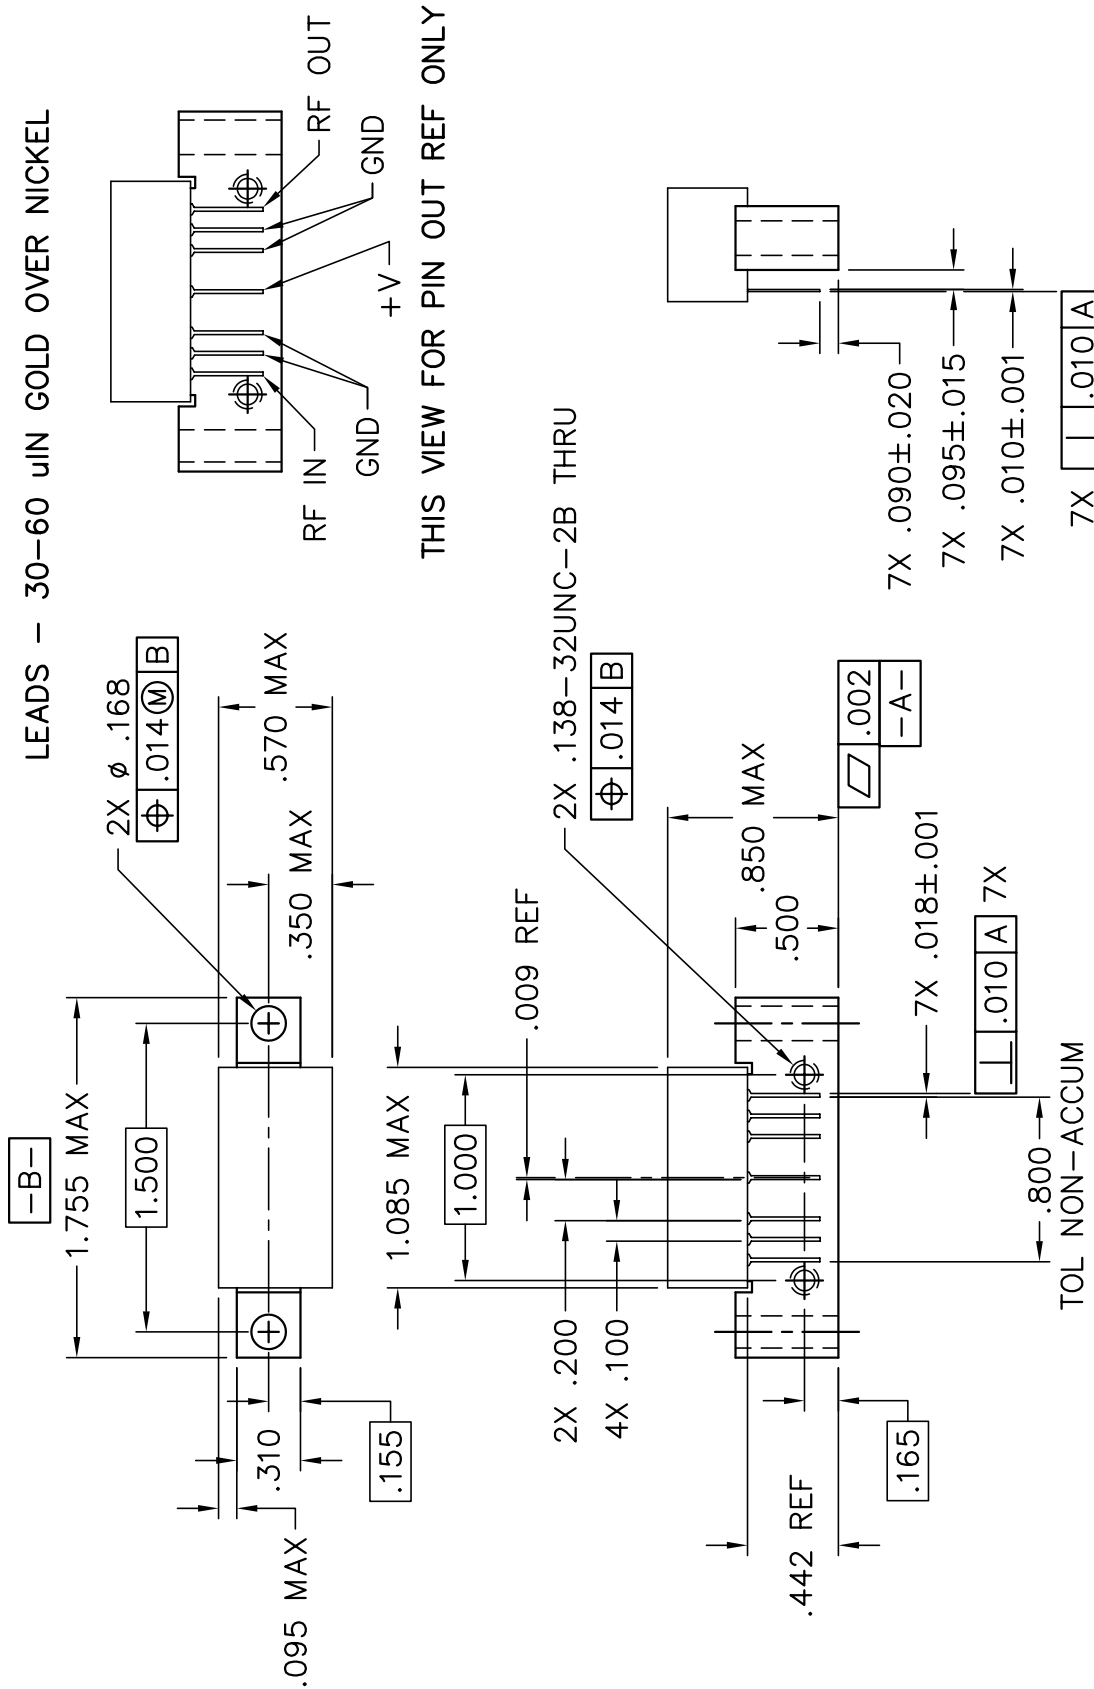 LEADS - 30-60 uIN GOLD OVER NICKEL
-B-
1.755 MAX
1.500
2X ø .168
⌖ .014 Ⓜ B
.570 MAX
.350 MAX
.095 MAX
.310
.155
RF OUT
GND
+V
GND
RF IN
THIS VIEW FOR PIN OUT REF ONLY
1.085 MAX
1.000
.009 REF
2X .138-32UNC-2B THRU
⌖ .014 B
2X .200
4X .100
.850 MAX
.500
⏥ .002
-A-
.442 REF
.165
7X .018±.001
⊥ .010 A 7X
.800
TOL NON-ACCUM
7X .090±.020
7X .095±.015
7X .010±.001
7X ⊥ .010 A